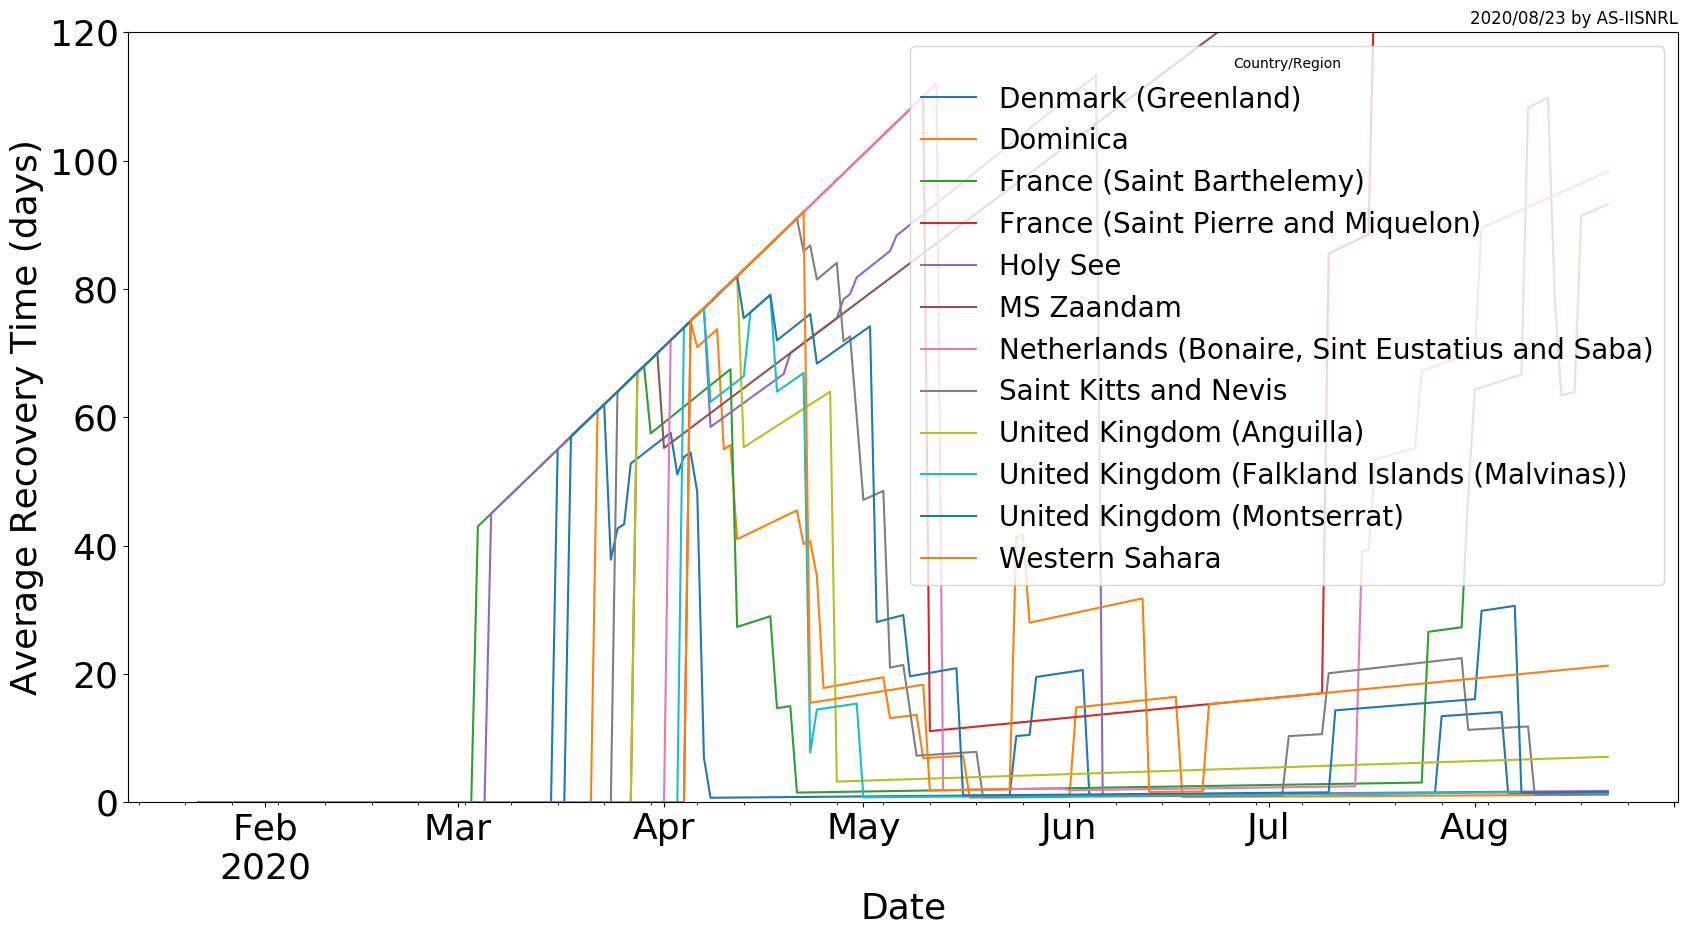 2020/08/23 by AS-IISNRL
120
100
80
60
40
20
0
Average Recovery Time (days)
Country/Region
Denmark (Greenland)
Dominica
France (Saint Barthelemy)
France (Saint Pierre and Miquelon)
Holy See
MS Zaandam
Netherlands (Bonaire, Sint Eustatius and Saba)
Saint Kitts and Nevis
United Kingdom (Anguilla)
United Kingdom (Falkland Islands (Malvinas))
United Kingdom (Montserrat)
Western Sahara
Feb Mar Apr May Jun Jul Aug
2020
Date